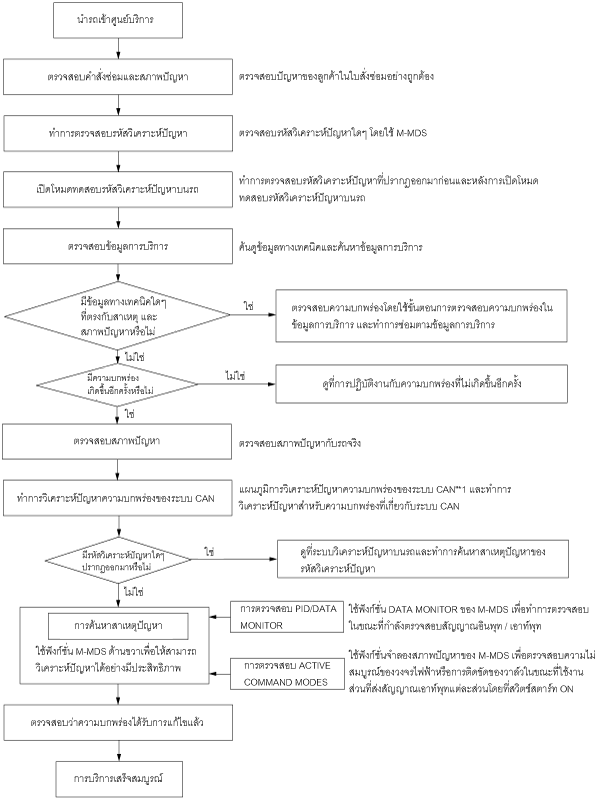 นำรถเข้าศูนย์บริการ
ตรวจสอบคำสั่งซ่อมและสภาพปัญหา
ตรวจสอบปัญหาของลูกค้าในใบสั่งซ่อมอย่างถูกต้อง
ทำการตรวจสอบรหัสวิเคราะห์ปัญหา
ตรวจสอบรหัสวิเคราะห์ปัญหาใดๆ โดยใช้ M-MDS
เปิดโหมดทดสอบรหัสวิเคราะห์ปัญหาบนรถ
ทำการตรวจสอบรหัสวิเคราะห์ปัญหาที่ปรากฏออกมาก่อนและหลังการเปิดโหมด
ทดสอบรหัสวิเคราะห์ปัญหาบนรถ
ตรวจสอบข้อมูลการบริการ
ค้นดูข้อมูลทางเทคนิคและค้นหาข้อมูลการบริการ
มีข้อมูลทางเทคนิคใดๆ
ที่ตรงกับสาเหตุ และ
สภาพปัญหาหรือไม่
ใช่
ตรวจสอบความบกพร่องโดยใช้ขั้นตอนการตรวจสอบความบกพร่องใน
ข้อมูลการบริการ และทำการซ่อมตามข้อมูลการบริการ
ไม่ใช่
มีความบกพร่อง
เกิดขึ้นอีกครั้งหรือไม่
ไม่ใช่
ดูที่การปฏิบัติงานกับความบกพร่องที่ไม่เกิดขึ้นอีกครั้ง
ใช่
ตรวจสอบสภาพปัญหา
ตรวจสอบสภาพปัญหากับรถจริง
ทำการวิเคราะห์ปัญหาความบกพร่องของระบบ CAN
แผนภูมิการวิเคราะห์ปัญหาความบกพร่องของระบบ CAN"*1 และทำการ
วิเคราะห์ปัญหาสำหรับความบกพร่องที่เกี่ยวกับระบบ CAN
มีรหัสวิเคราะห์ปัญหาใดๆ
ปรากฏออกมาหรือไม่
ใช่
ดูที่ระบบวิเคราะห์ปัญหาบนรถและทำการค้นหาสาเหตุปัญหาของ
รหัสวิเคราะห์ปัญหา
ไม่ใช่
การค้นหาสาเหตุปัญหา
ใช้ฟังก์ชั่น M-MDS ด้านขวาเพื่อให้สามารถ
วิเคราะห์ปัญหาได้อย่างมีประสิทธิภาพ
การตรวจสอบ PID/DATA
MONITOR
ใช้ฟังก์ชั่น DATA MONITOR ของ M-MDS เพื่อทำการตรวจสอบ
ในขณะที่กำลังตรวจสอบสัญญาณอินพุท / เอาท์พุท
การตรวจสอบ ACTIVE
COMMAND MODES
ใช้ฟังก์ชั่นจำลองสภาพปัญหาของ M-MDS เพื่อตรวจสอบความไม่
สมบูรณ์ของวงจรไฟฟ้าหรือการติดขัดของวาล์วในขณะที่ใช้งาน
ส่วนที่ส่งสัญญาณเอาท์พุทแต่ละส่วนโดยที่สวิตช์สตาร์ท ON
ตรวจสอบว่าความบกพร่องได้รับการแก้ไขแล้ว
การบริการเสร็จสมบูรณ์